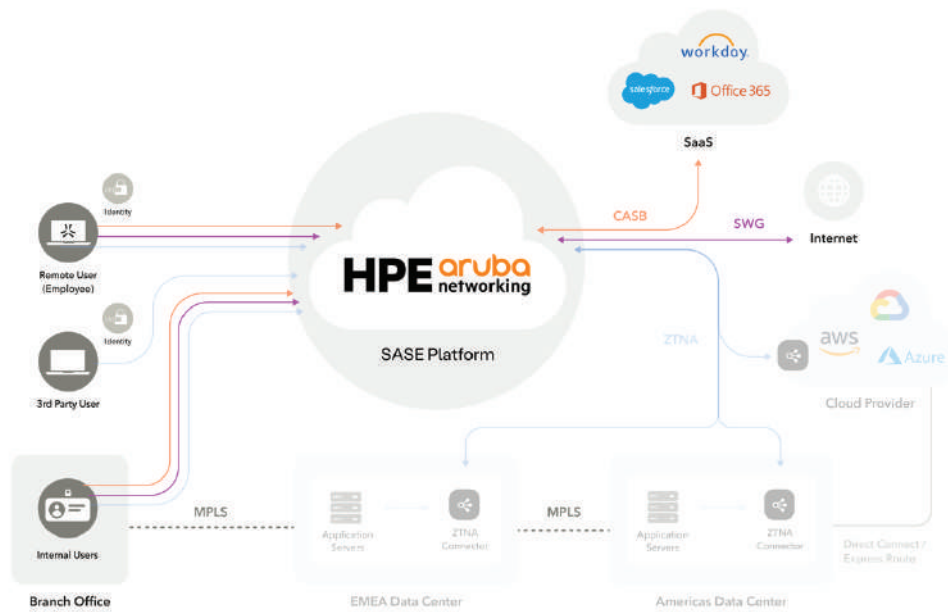 workday.
salesforce
Office 365
SaaS
Identity
CASB
SWG
Internet
Remote User
(Employee)
HPE aruba
networking
SASE Platform
Identity
ZTNA
aws
Azure
3rd Party User
Cloud Provider
MPLS
MPLS
Internal Users
Application
Servers
ZTNA
Connector
Application
Servers
ZTNA
Connector
Direct Connect /
Express Route
Branch Office
EMEA Data Center
Americas Data Center